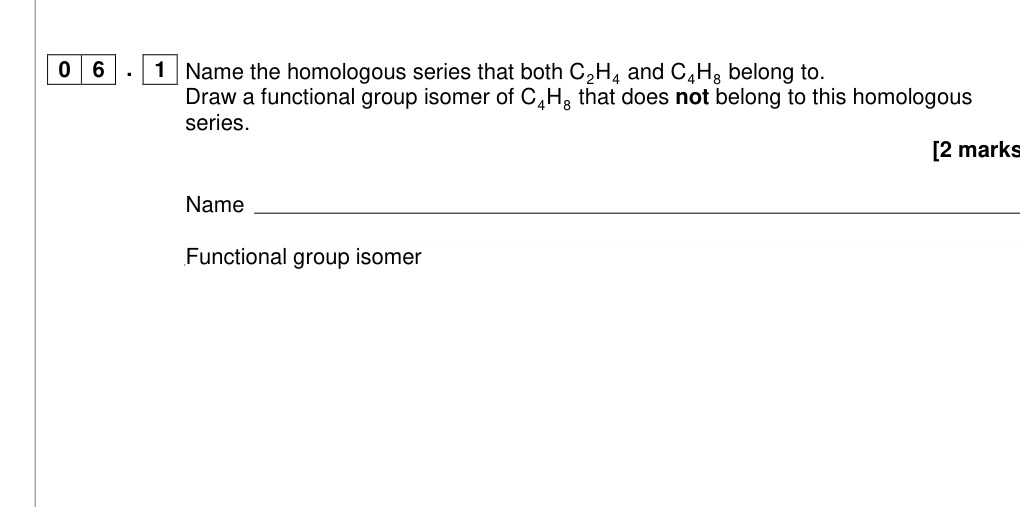 0 6 . 1 Name the homologous series that both C₂H₄ and C₄H₈ belong to.
Draw a functional group isomer of C₄H₈ that does not belong to this homologous
series.
[2 marks
Name
Functional group isomer